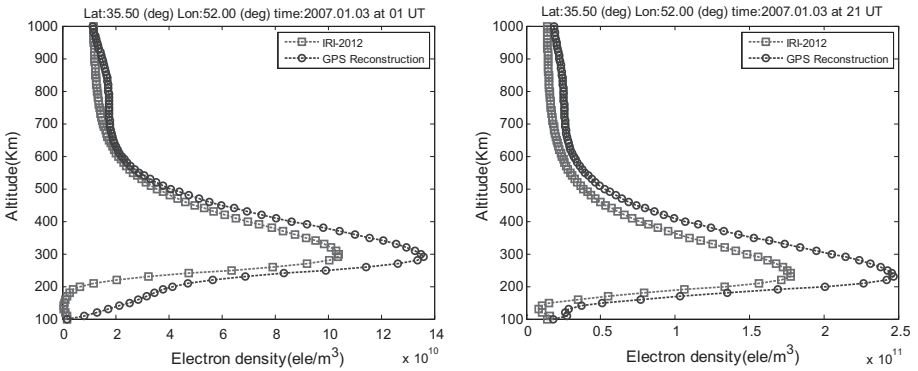 Lat:35.50 (deg) Lon:52.00 (deg) time:2007.01.03 at 01 UT
1000
900
800
700
600
500
400
300
200
100
Altitude(Km)
IRI-2012
GPS Reconstruction
0 2 4 6 8 10 12 14
Electron density(ele/m³)
x 10¹⁰
Lat:35.50 (deg) Lon:52.00 (deg) time:2007.01.03 at 21 UT
1000
900
800
700
600
500
400
300
200
100
Altitude(Km)
IRI-2012
GPS Reconstruction
0 0.5 1 1.5 2 2.5
Electron density(ele/m³)
x 10¹¹